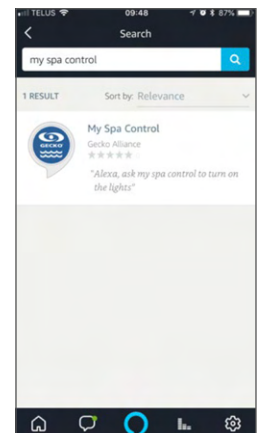 TELUS 09:48 87%
Search
my spa control
1 RESULT Sort by: Relevance
My Spa Control
GECKO Gecko Alliance
"Alexa, ask my spa control to turn on
the lights"